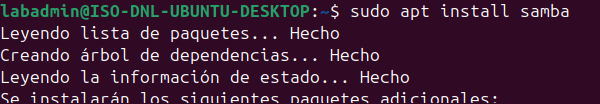 labadmin@ISO-DNL-UBUNTU-DESKTOP:~$ sudo apt install samba
Leyendo lista de paquetes... Hecho
Creando árbol de dependencias... Hecho
Leyendo la información de estado... Hecho
Se instalarán los siguientes paquetes adicionales: